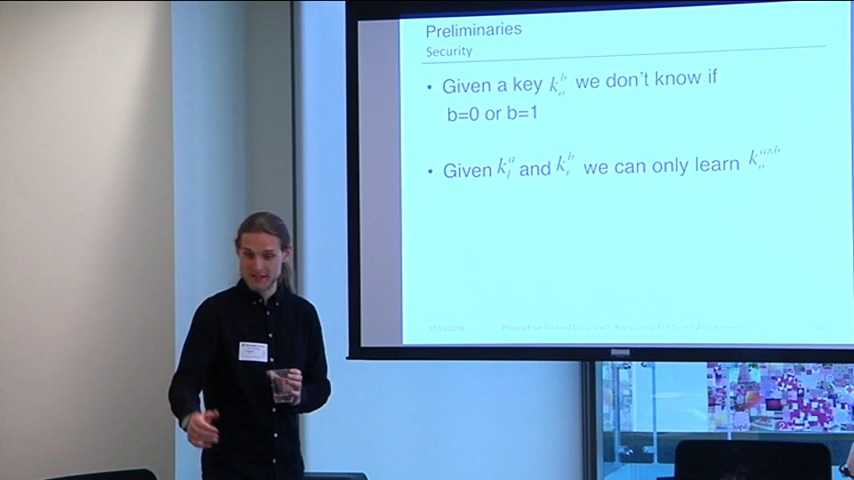 Preliminaries
Security
• Given a key k_o^b we don't know if
b=0 or b=1
• Given k_l^a and k_r^b we can only learn k_o^{a∧b}